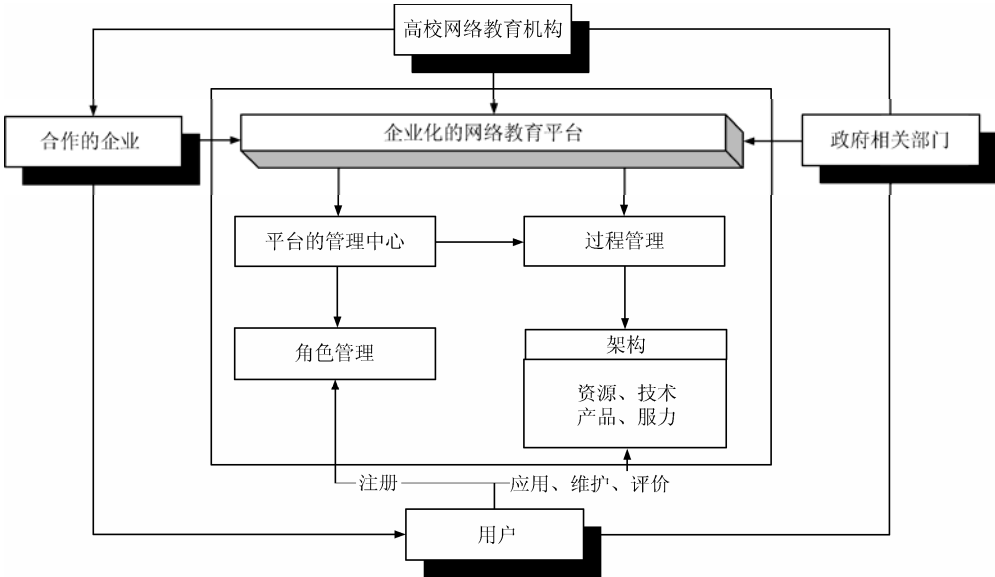 高校网络教育机构
合作的企业
企业化的网络教育平台
政府相关部门
平台的管理中心
过程管理
角色管理
架构
资源、技术
产品、服力
注册
应用、维护、评价
用户